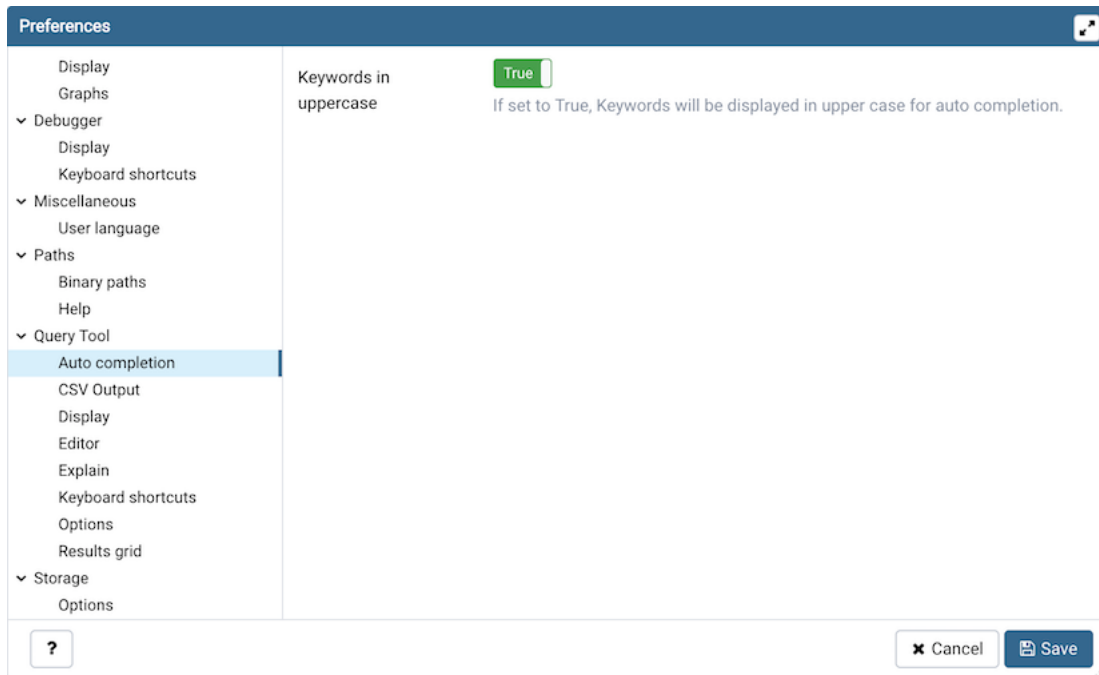 Preferences
Display
Graphs
Debugger
Display
Keyboard shortcuts
Miscellaneous
User language
Paths
Binary paths
Help
Query Tool
Auto completion
CSV Output
Display
Editor
Explain
Keyboard shortcuts
Options
Results grid
Storage
Options
Keywords in
uppercase
True
If set to True, Keywords will be displayed in upper case for auto completion.
?
Cancel
Save